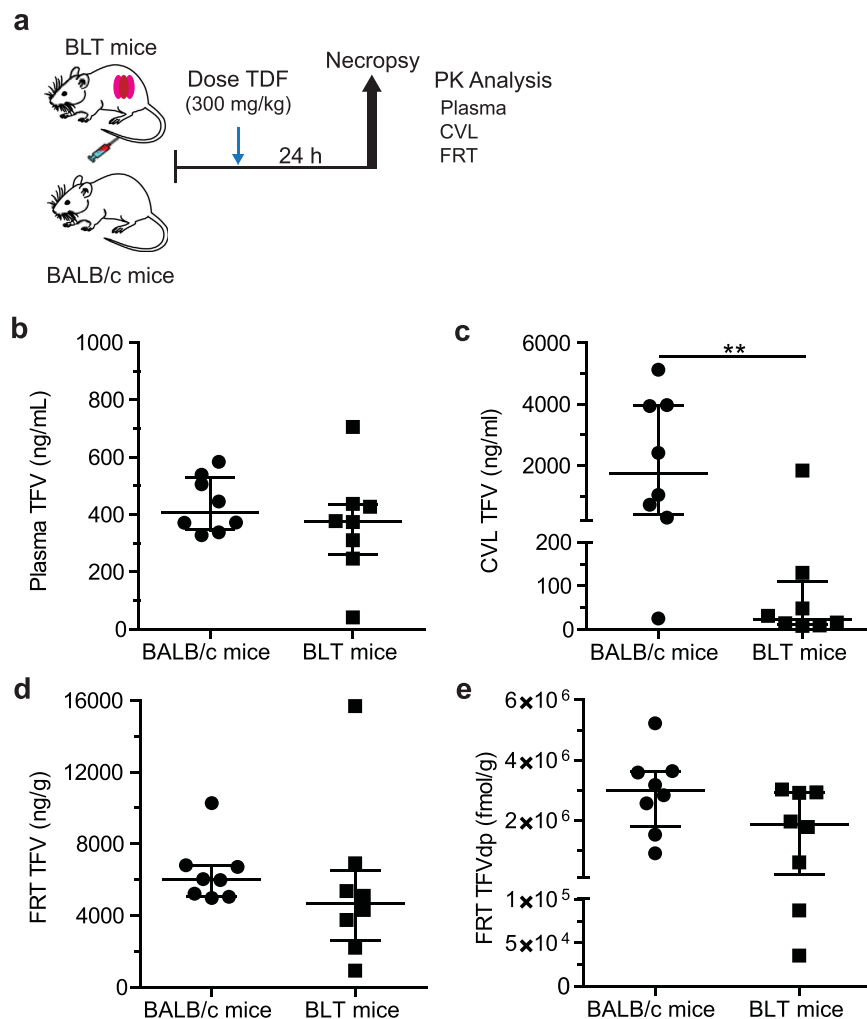 a
BLT mice
Dose TDF
(300 mg/kg)
Necropsy
PK Analysis
Plasma
CVL
FRT
24 h
BALB/c mice
b
Plasma TFV (ng/mL)
1000
800
600
400
200
0
BALB/c mice BLT mice
c
CVL TFV (ng/ml)
6000
4000
2000
200
100
0
**
BALB/c mice BLT mice
d
FRT TFV (ng/g)
16000
12000
8000
4000
0
BALB/c mice BLT mice
e
FRT TFVdp (fmol/g)
6×10⁶
4×10⁶
2×10⁶
1×10⁵
5×10⁴
0
BALB/c mice BLT mice